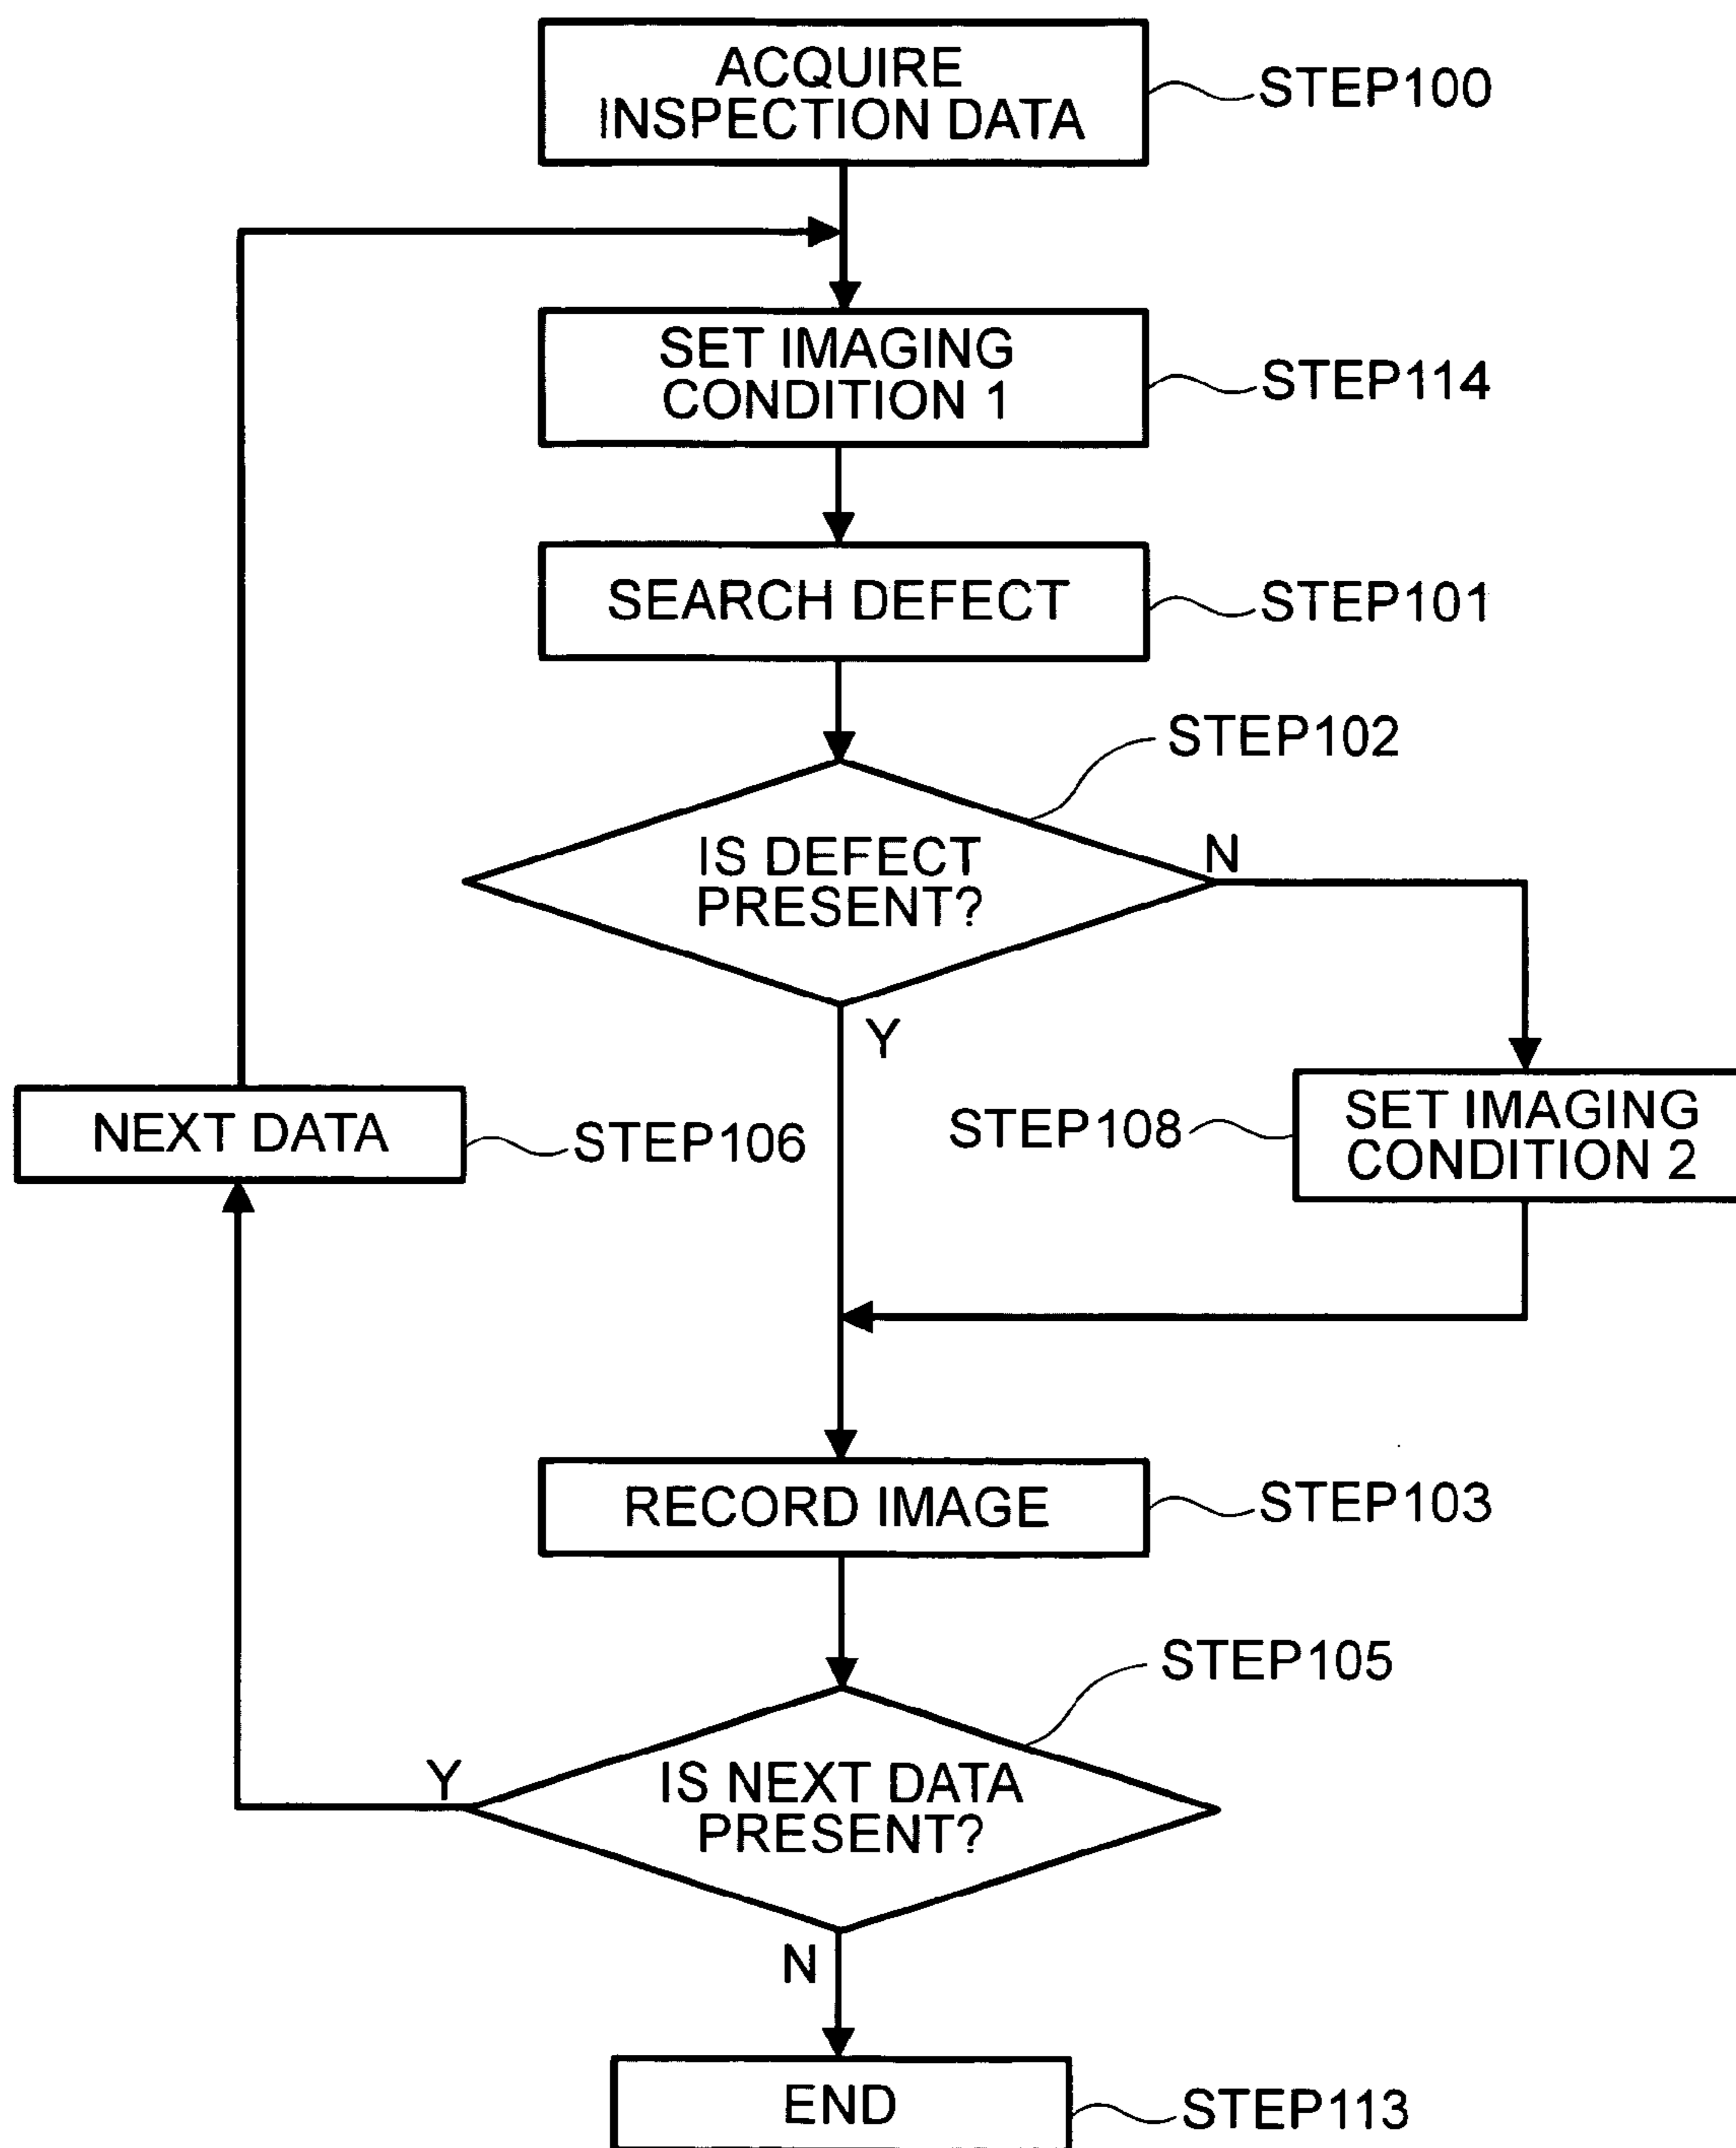 ACQUIRE
INSPECTION DATA
STEP100
SET IMAGING
CONDITION 1
STEP114
SEARCH DEFECT
STEP101
STEP102
IS DEFECT
PRESENT?
N
Y
NEXT DATA
STEP106
STEP108
SET IMAGING
CONDITION 2
RECORD IMAGE
STEP103
STEP105
Y
IS NEXT DATA
PRESENT?
N
END
STEP113